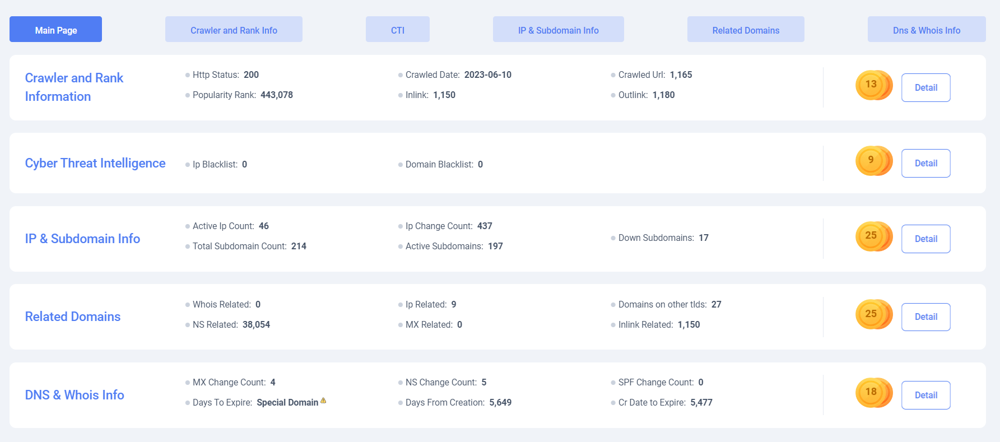 Main Page
Crawler and Rank Info
CTI
IP & Subdomain Info
Related Domains
Dns & Whois Info
Crawler and Rank
Information
Http Status: 200
Crawled Date: 2023-06-10
Crawled Url: 1,165
Popularity Rank: 443,078
Inlink: 1,150
Outlink: 1,180
13
Detail
Cyber Threat Intelligence
Ip Blacklist: 0
Domain Blacklist: 0
9
Detail
IP & Subdomain Info
Active Ip Count: 46
Ip Change Count: 437
Total Subdomain Count: 214
Active Subdomains: 197
Down Subdomains: 17
25
Detail
Related Domains
Whois Related: 0
Ip Related: 9
Domains on other tlds: 27
NS Related: 38,054
MX Related: 0
Inlink Related: 1,150
25
Detail
DNS & Whois Info
MX Change Count: 4
NS Change Count: 5
SPF Change Count: 0
Days To Expire: Special Domain
Days From Creation: 5,649
Cr Date to Expire: 5,477
18
Detail